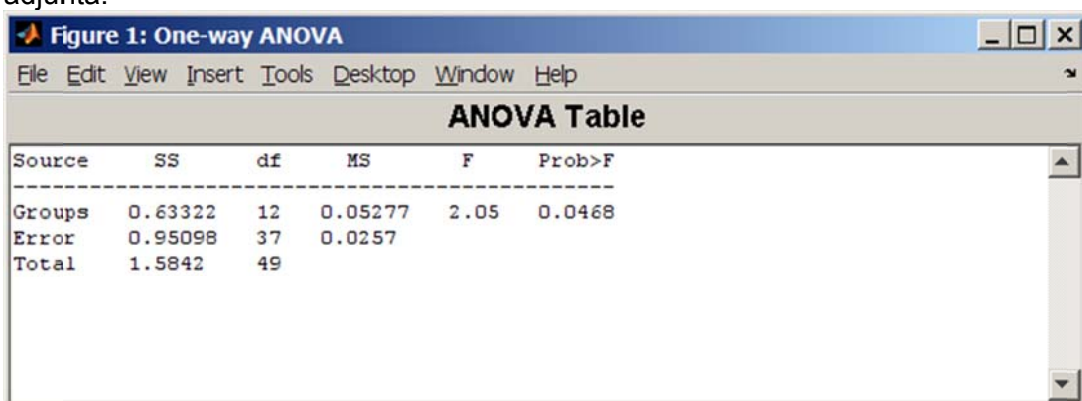 adjunta.
Figure 1: One-way ANOVA
File Edit View Insert Tools Desktop Window Help
ANOVA Table
Source SS df MS F Prob>F
Groups 0.63322 12 0.05277 2.05 0.0468
Error 0.95098 37 0.0257
Total 1.5842 49